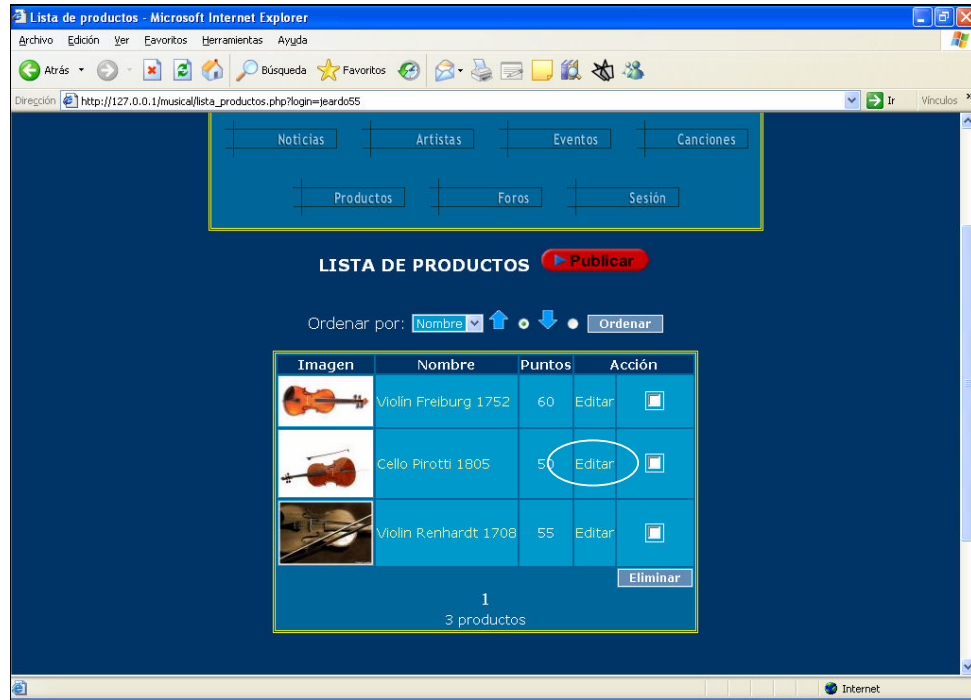 Lista de productos - Microsoft Internet Explorer
Archivo Edición Ver Favoritos Herramientas Ayuda
Atrás Búsqueda Favoritos
Dirección http://127.0.0.1/musical/lista_productos.php?login=jeardo55 Ir Vínculos »
Noticias Artistas Eventos Canciones
Productos Foros Sesión
LISTA DE PRODUCTOS Publicar
Ordenar por: Nombre Ordenar
Imagen Nombre Puntos Acción
Violín Freiburg 1752 60 Editar
Cello Pirotti 1805 50 Editar
Violin Renhardt 1708 55 Editar
Eliminar
1
3 productos
Internet